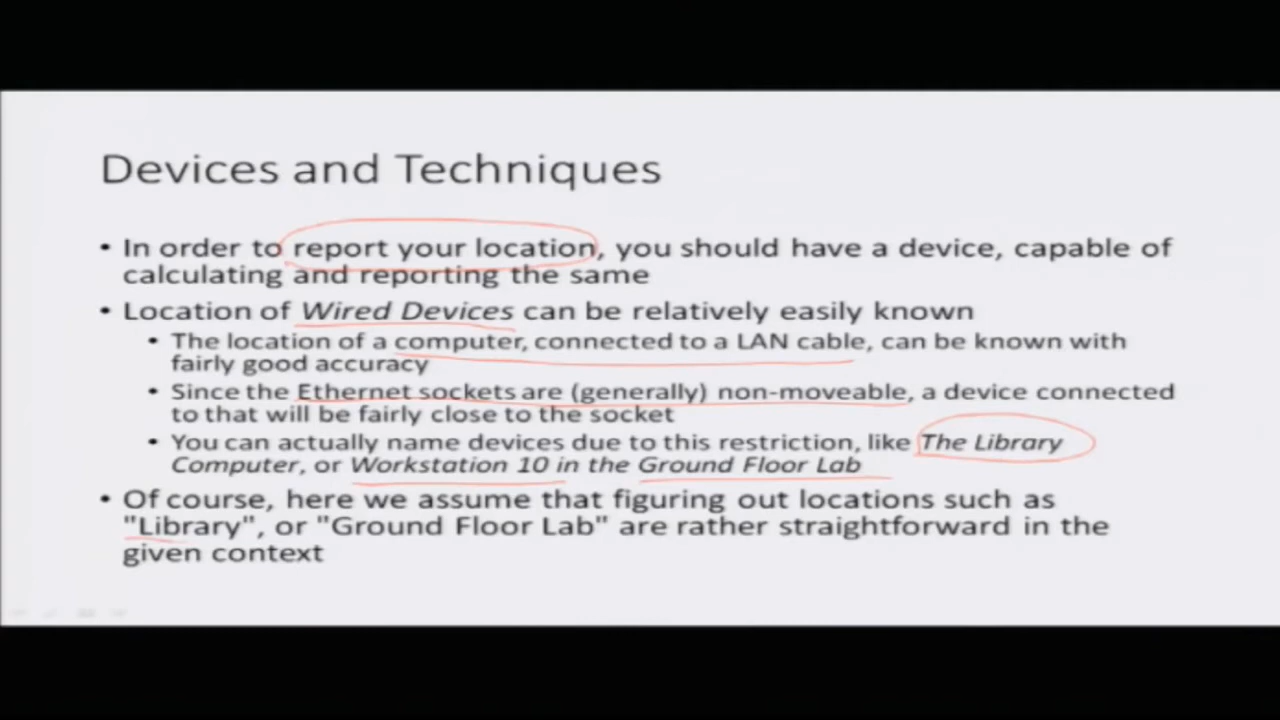 Devices and Techniques
• In order to report your location, you should have a device, capable of
calculating and reporting the same
• Location of Wired Devices can be relatively easily known
• The location of a computer, connected to a LAN cable, can be known with
fairly good accuracy
• Since the Ethernet sockets are (generally) non-moveable, a device connected
to that will be fairly close to the socket
• You can actually name devices due to this restriction, like The Library
Computer, or Workstation 10 in the Ground Floor Lab
• Of course, here we assume that figuring out locations such as
"Library", or "Ground Floor Lab" are rather straightforward in the
given context